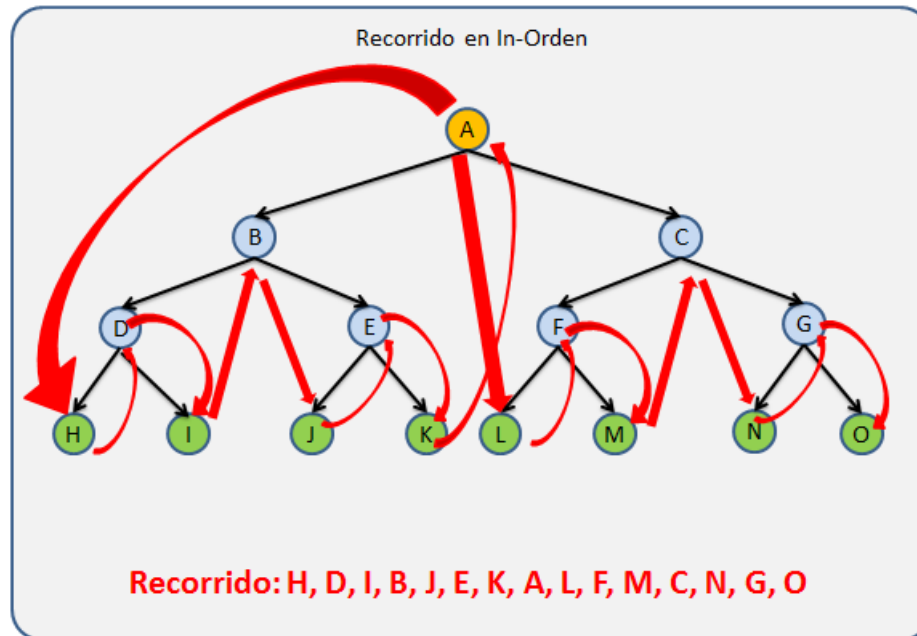 Recorrido en In-Orden
A
B C
D E F G
H I J K L M N O
Recorrido: H, D, I, B, J, E, K, A, L, F, M, C, N, G, O